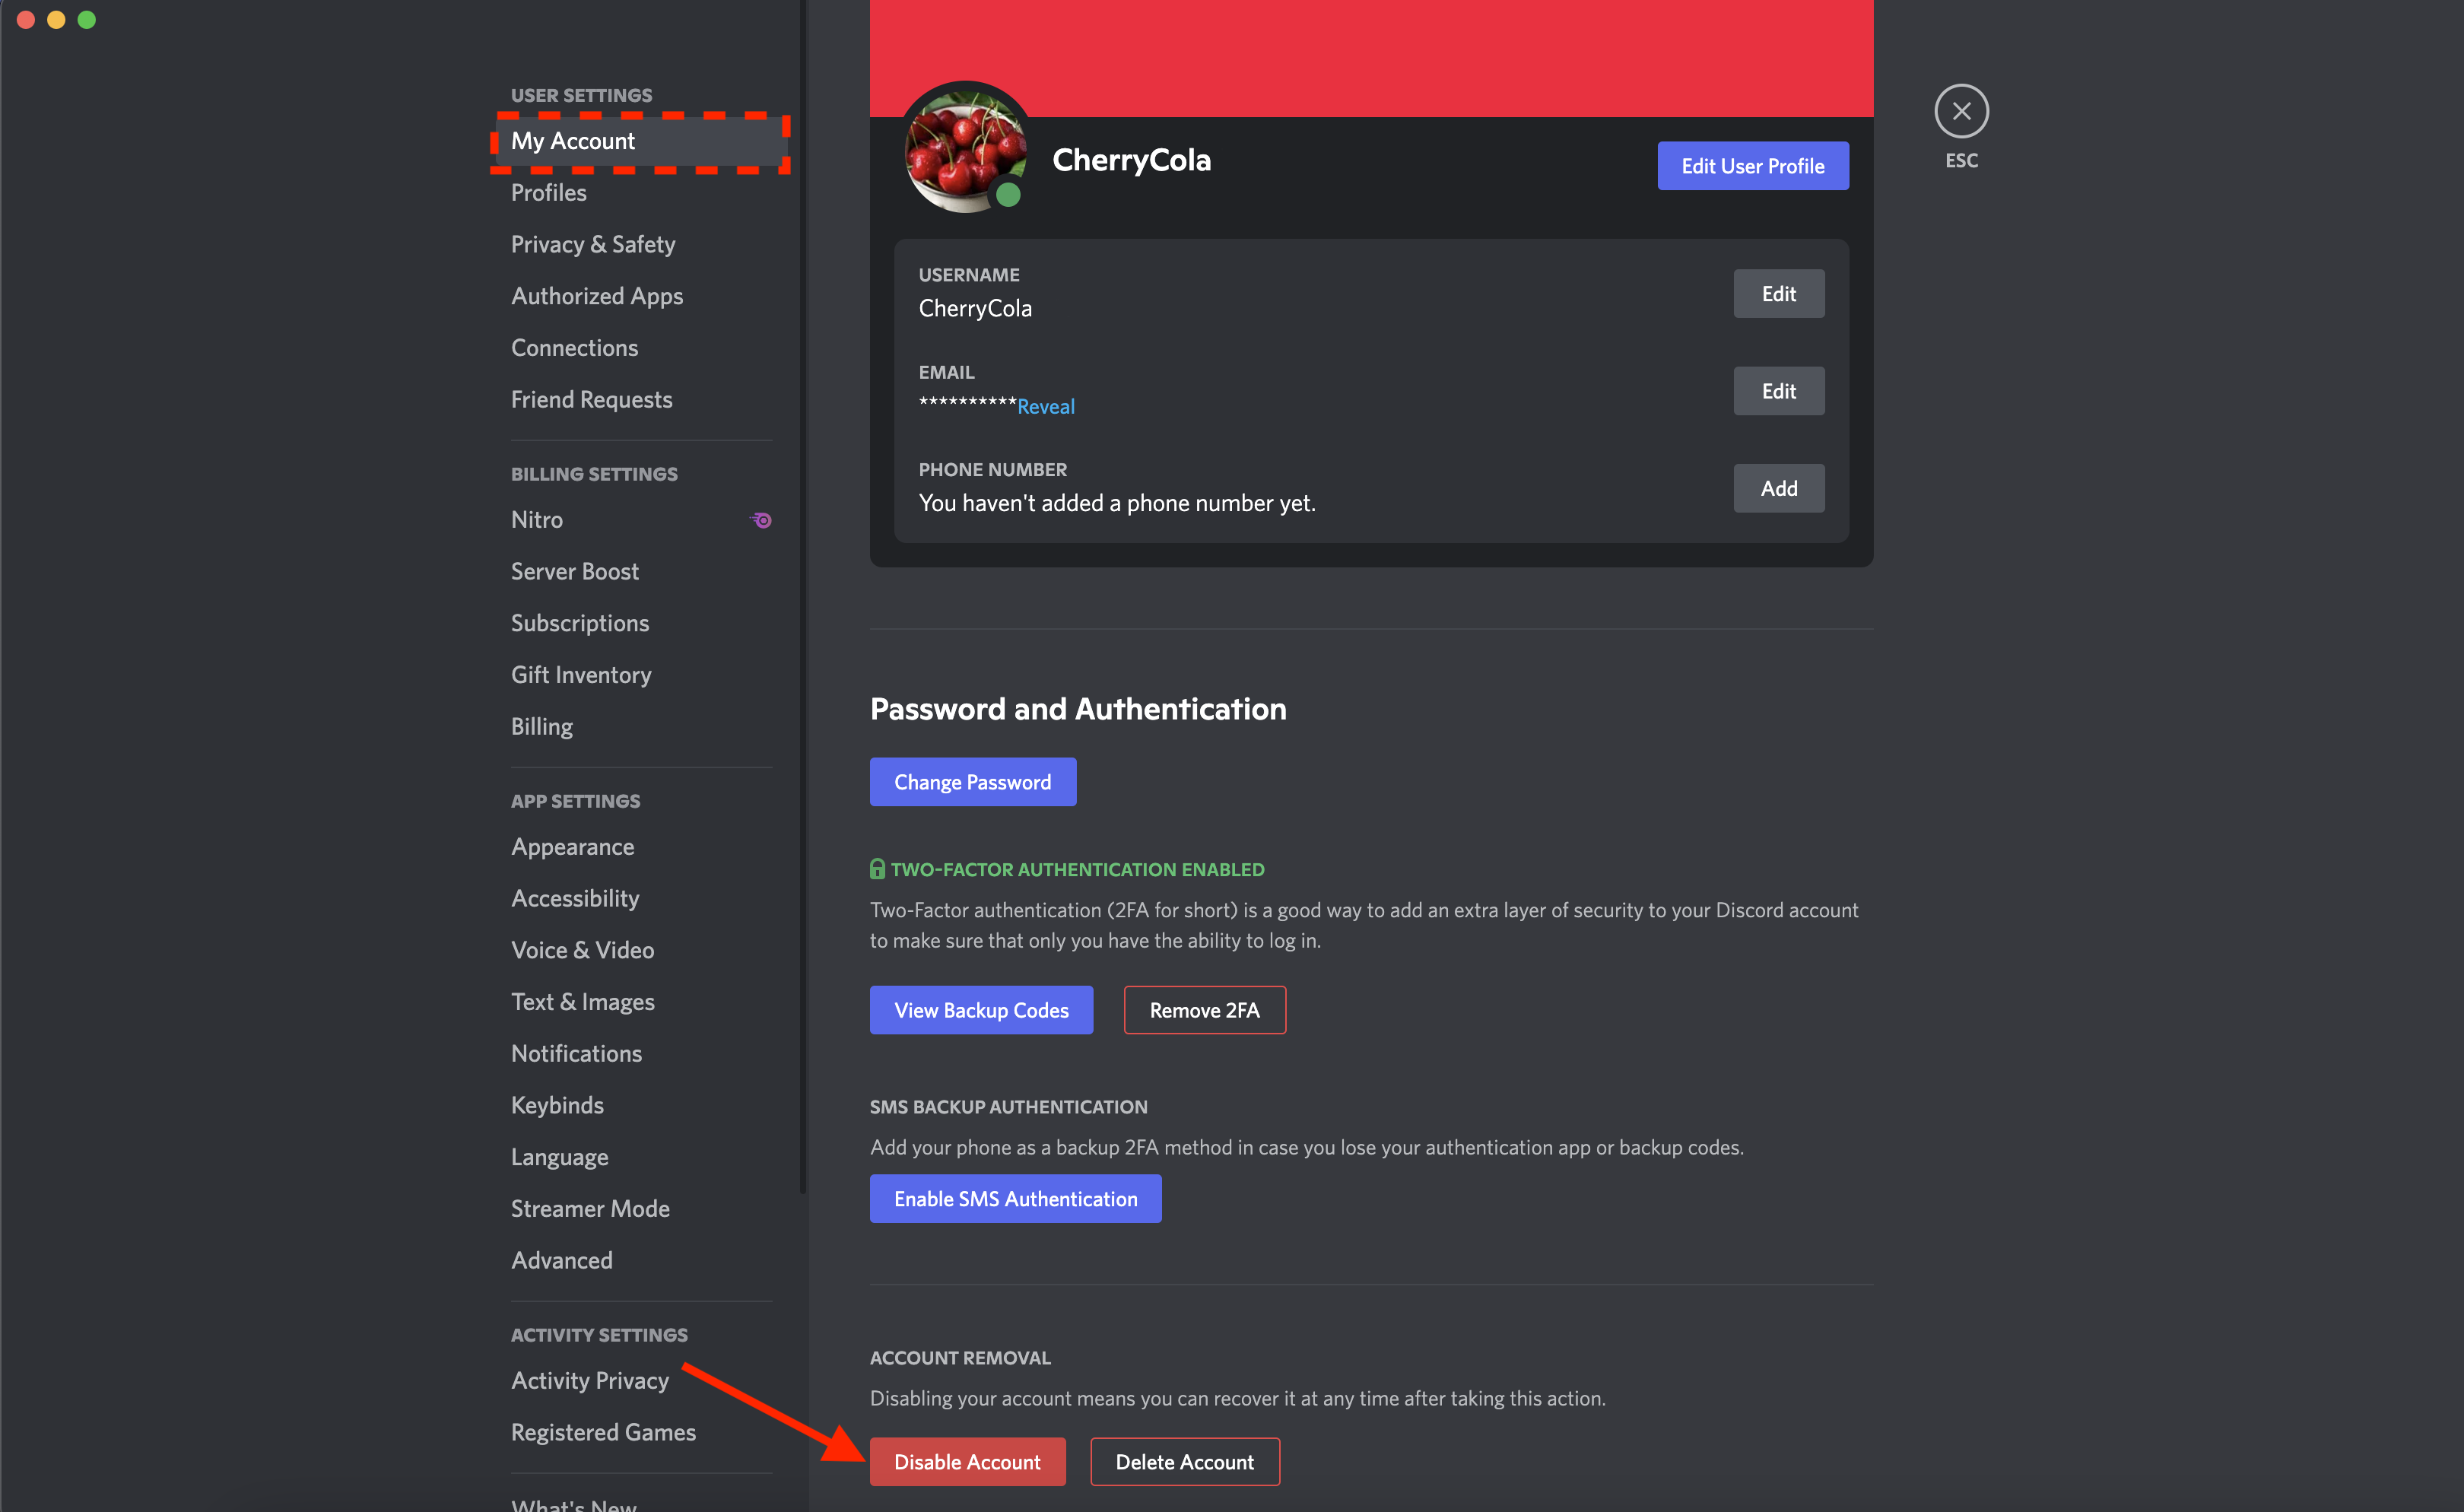 USER SETTINGS
My Account
Profiles
Privacy & Safety
Authorized Apps
Connections
Friend Requests
BILLING SETTINGS
Nitro
Server Boost
Subscriptions
Gift Inventory
Billing
APP SETTINGS
Appearance
Accessibility
Voice & Video
Text & Images
Notifications
Keybinds
Language
Streamer Mode
Advanced
ACTIVITY SETTINGS
Activity Privacy
Registered Games
What's New
CherryCola
Edit User Profile
USERNAME
CherryCola
Edit
EMAIL
**********Reveal
Edit
PHONE NUMBER
You haven't added a phone number yet.
Add
Password and Authentication
Change Password
TWO-FACTOR AUTHENTICATION ENABLED
Two-Factor authentication (2FA for short) is a good way to add an extra layer of security to your Discord account
to make sure that only you have the ability to log in.
View Backup Codes
Remove 2FA
SMS BACKUP AUTHENTICATION
Add your phone as a backup 2FA method in case you lose your authentication app or backup codes.
Enable SMS Authentication
ACCOUNT REMOVAL
Disabling your account means you can recover it at any time after taking this action.
Disable Account
Delete Account
ESC